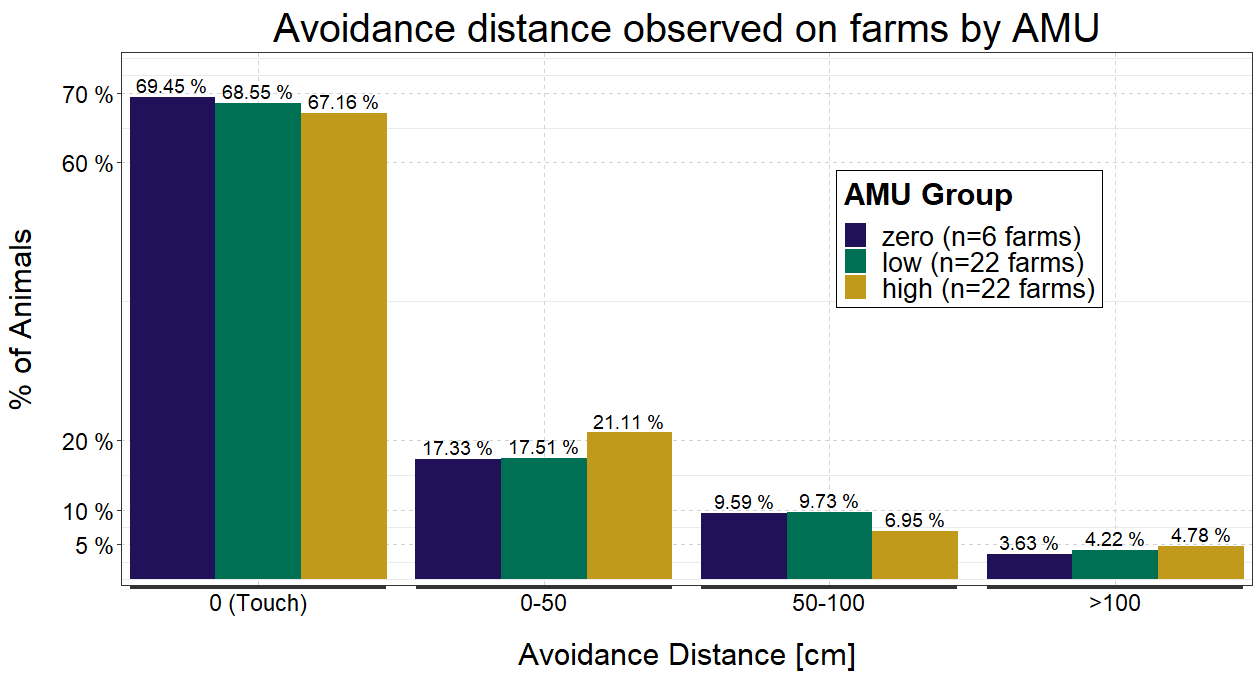 Avoidance distance observed on farms by AMU
% of Animals
70 %
60 %
20 %
10 %
5 %
69.45 %
68.55 %
67.16 %
17.33 %
17.51 %
21.11 %
9.59 %
9.73 %
6.95 %
3.63 %
4.22 %
4.78 %
AMU Group
zero (n=6 farms)
low (n=22 farms)
high (n=22 farms)
0 (Touch)
0-50
50-100
>100
Avoidance Distance [cm]